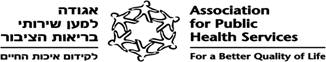 אגודה
למען שירותי
בריאות הציבור
לקידום איכות החיים
Association
for Public
Health Services
For a Better Quality of Life